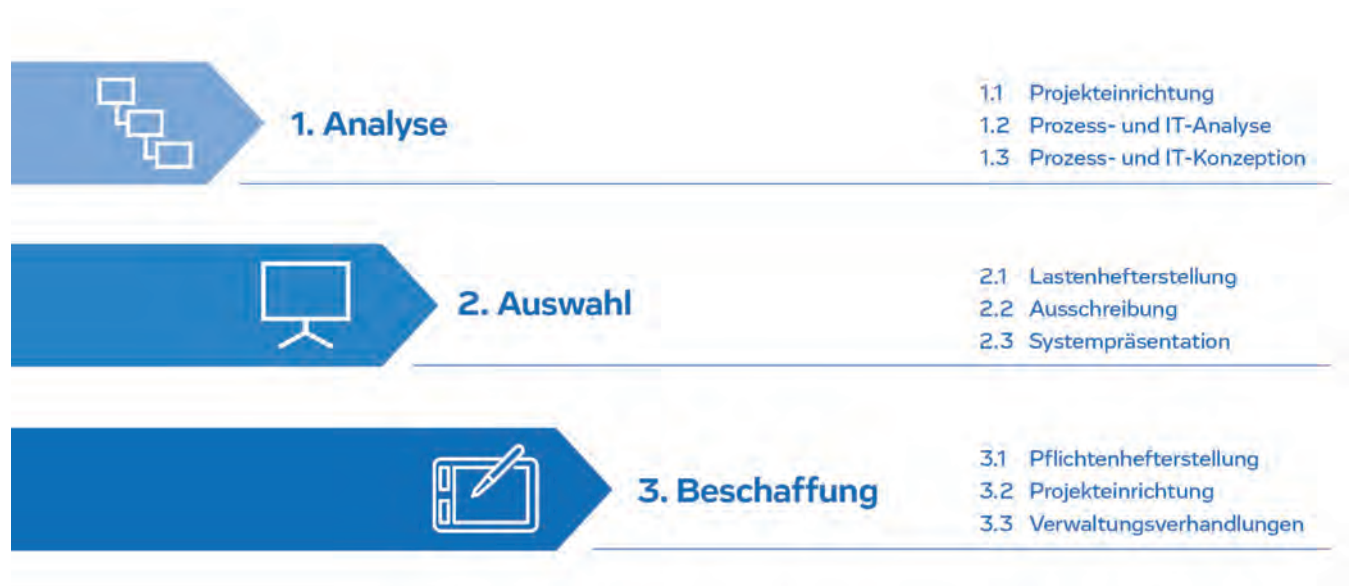 1. Analyse
1.1 Projekteinrichtung
1.2 Prozess- und IT-Analyse
1.3 Prozess- und IT-Konzeption
2. Auswahl
2.1 Lastenhefterstellung
2.2 Ausschreibung
2.3 Systempräsentation
3. Beschaffung
3.1 Pflichtenhefterstellung
3.2 Projekteinrichtung
3.3 Verwaltungsverhandlungen